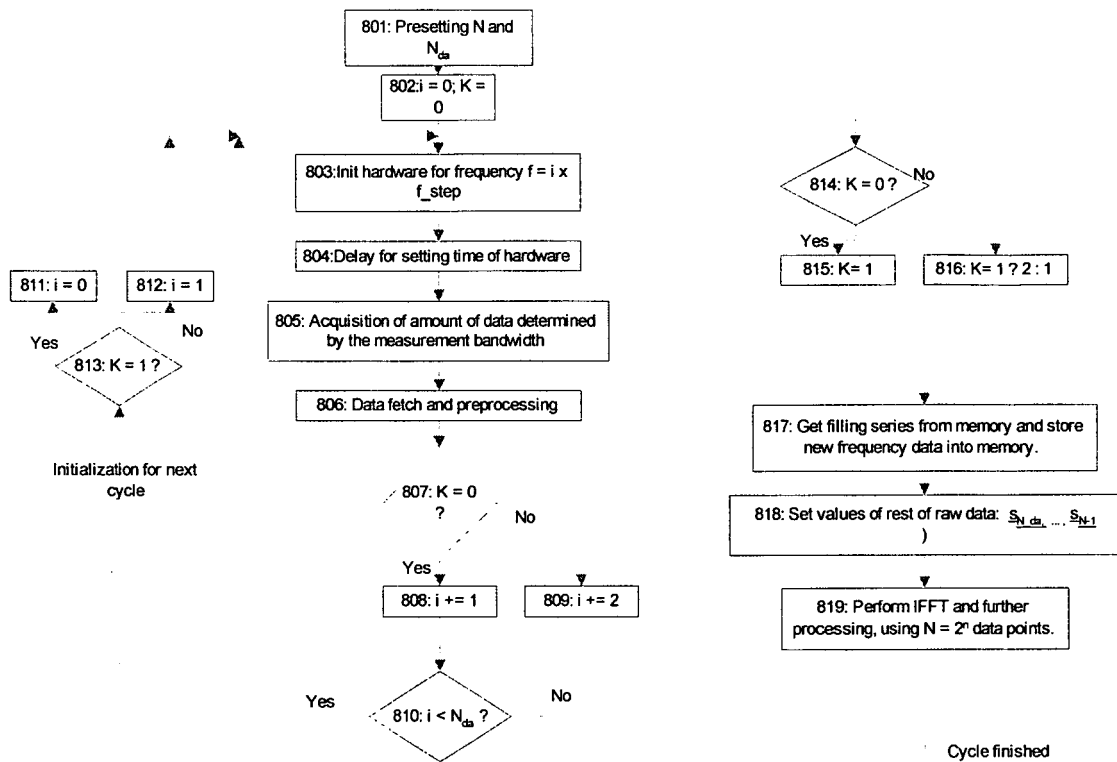 801: Presetting N and
N_da
802:i = 0; K =
0
803:Init hardware for frequency f = i x
f_step
804:Delay for setting time of hardware
805: Acquisition of amount of data determined
by the measurement bandwidth
806: Data fetch and preprocessing
807: K = 0
?
No
Yes
808: i += 1
809: i += 2
Yes
No
810: i < N_da ?
811: i = 0
812: i = 1
Yes
No
813: K = 1 ?
Initialization for next
cycle
814: K = 0 ?
No
Yes
815: K= 1
816: K= 1 ? 2 : 1
817: Get filling series from memory and store
new frequency data into memory.
818: Set values of rest of raw data: S_N_da, ..., S_N-1
)
819: Perform IFFT and further
processing, using N = 2ⁿ data points.
Cycle finished